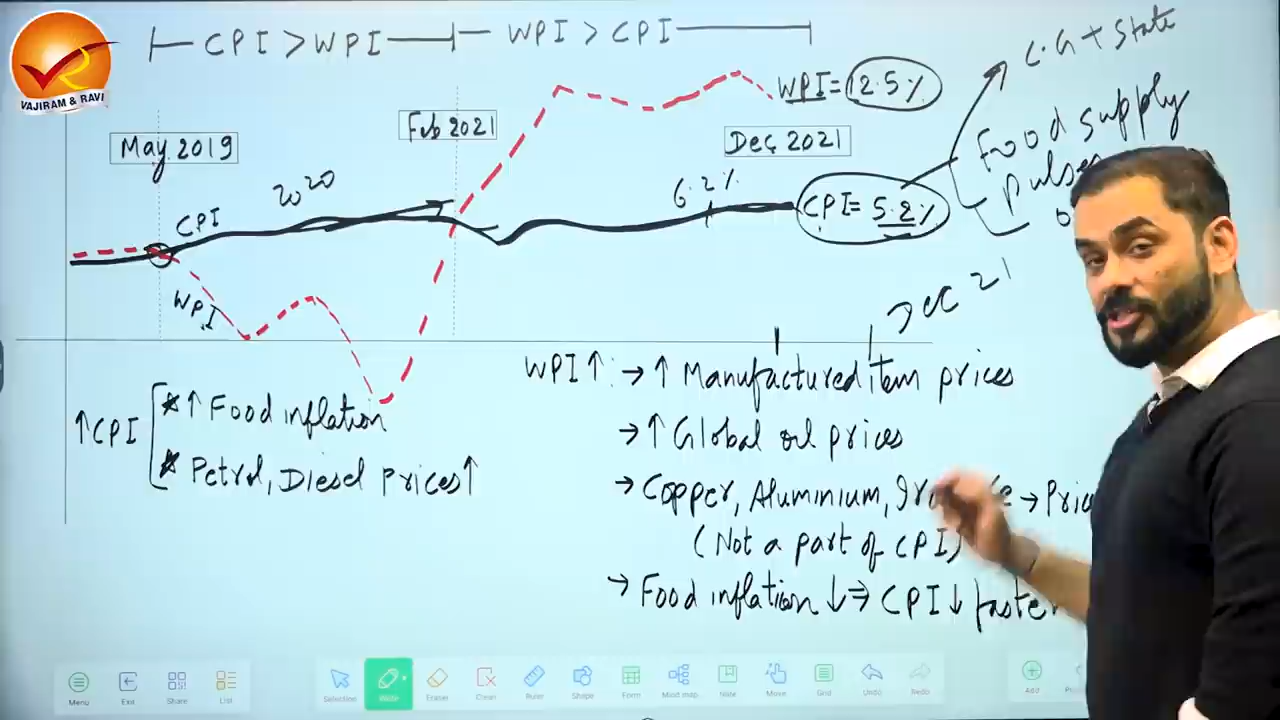 CPI > WPI
WPI > CPI
VAJIRAM & RAVI
C.G + State
WPI = 12.5%
Food supply
Pulses
May 2019
Feb 2021
Dec 2021
2020
CPI
6.2%
CPI = 5.2%
WPI
Dec 21
WPI ↑ : → ↑ Manufactured item prices
→ ↑ Global oil prices
→ Copper, Aluminium, → 
(Not a part of CPI)
→ Food inflation ↓ ⇒ CPI ↓ faster
↑ CPI
* ↑ Food inflation
* Petrol, Diesel Prices ↑
Menu Exit Share List Selection Write Eraser Clean Ruler Shape Form Mind map Note Move Grid Undo Redo Add